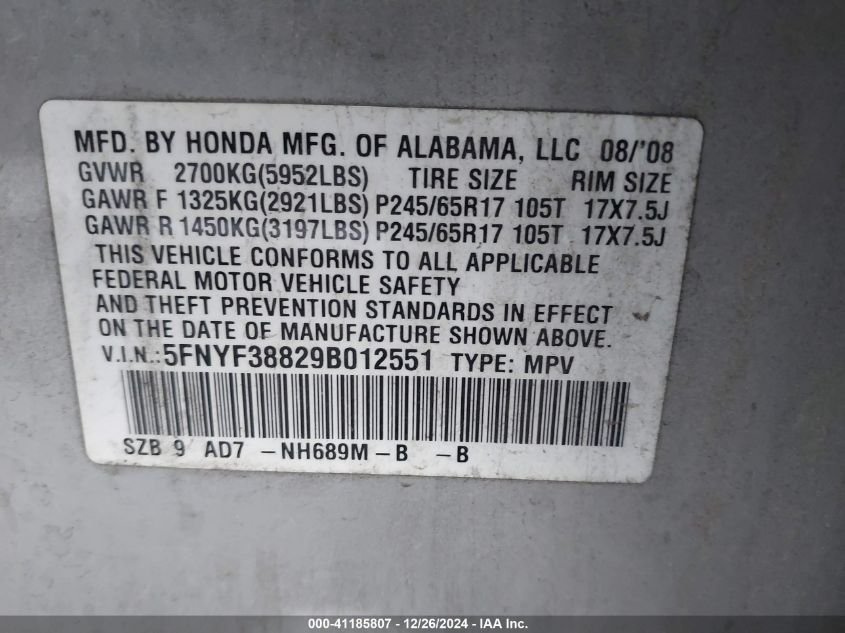 MFD. BY HONDA MFG. OF ALABAMA, LLC 08/'08
GVWR 2700KG(5952LBS) TIRE SIZE RIM SIZE
GAWR F 1325KG(2921LBS) P245/65R17 105T 17X7.5J
GAWR R 1450KG(3197LBS) P245/65R17 105T 17X7.5J
THIS VEHICLE CONFORMS TO ALL APPLICABLE
FEDERAL MOTOR VEHICLE SAFETY
AND THEFT PREVENTION STANDARDS IN EFFECT
ON THE DATE OF MANUFACTURE SHOWN ABOVE.
V.I.N.:5FNYF38829B012551 TYPE: MPV
SZB 9 AD7 -NH689M-B -B
000-41185807 - 12/26/2024 - IAA Inc.